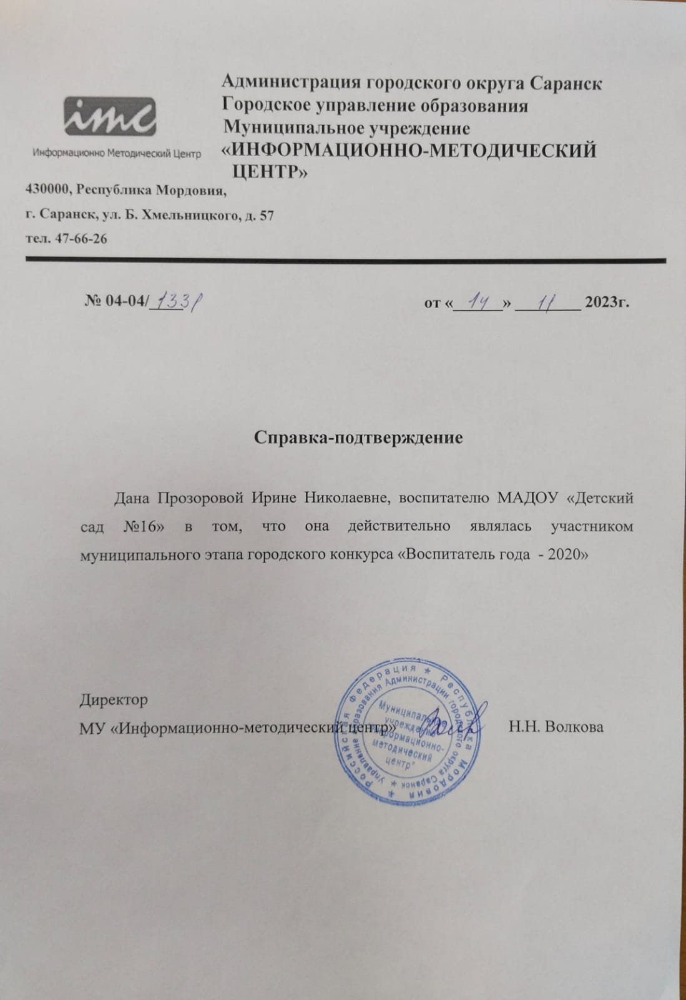 Администрация городского округа Саранск
Городское управление образования
Муниципальное учреждение
«ИНФОРМАЦИОННО-МЕТОДИЧЕСКИЙ
ЦЕНТР»
imc
Информационно Методический Центр
430000, Республика Мордовия,
г. Саранск, ул. Б. Хмельницкого, д. 57
тел. 47-66-26
№ 04-04/1331 от «14» 11 2023г.
Справка-подтверждение
Дана Прозоровой Ирине Николаевне, воспитателю МАДОУ «Детский
сад №16» в том, что она действительно являлась участником
муниципального этапа городского конкурса «Воспитатель года - 2020»
Директор
МУ «Информационно-методический центр» Н.Н. Волкова
Российская Федерация * Республика Мордовия *
Управление образования Администрации городского округа Саранск *
Муниципальное
учреждение
"Информационно-
методический
центр"